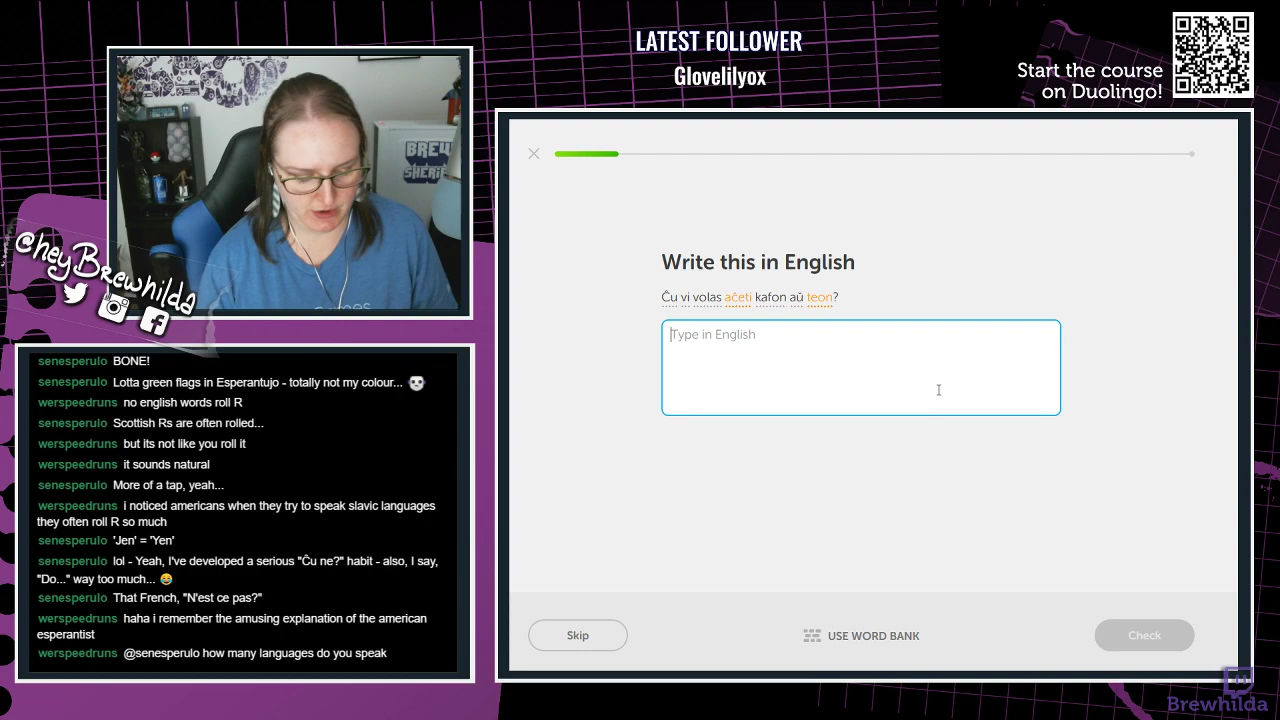 LATEST FOLLOWER
Glovelilyox
Start the course
on Duolingo!
BREW
SHERIF
@heyBrewhilda
senesperulo BONE!
senesperulo Lotta green flags in Esperantujo - totally not my colour...
werspeedruns no english words roll R
senesperulo Scottish Rs are often rolled...
werspeedruns but its not like you roll it
werspeedruns it sounds natural
senesperulo More of a tap, yeah...
werspeedruns i noticed americans when they try to speak slavic languages
they often roll R so much
senesperulo 'Jen' = 'Yen'
senesperulo lol - Yeah, I've developed a serious "Ĉu ne?" habit - also, I say,
"Do..." way too much... 😂
senesperulo That French, "N'est ce pas?"
werspeedruns haha i remember the amusing explanation of the american
esperantist
werspeedruns @senesperulo how many languages do you speak
Write this in English
Ĉu vi volas aĉeti kafon aŭ teon?
Type in English
Skip
USE WORD BANK
Check
Brewhilda